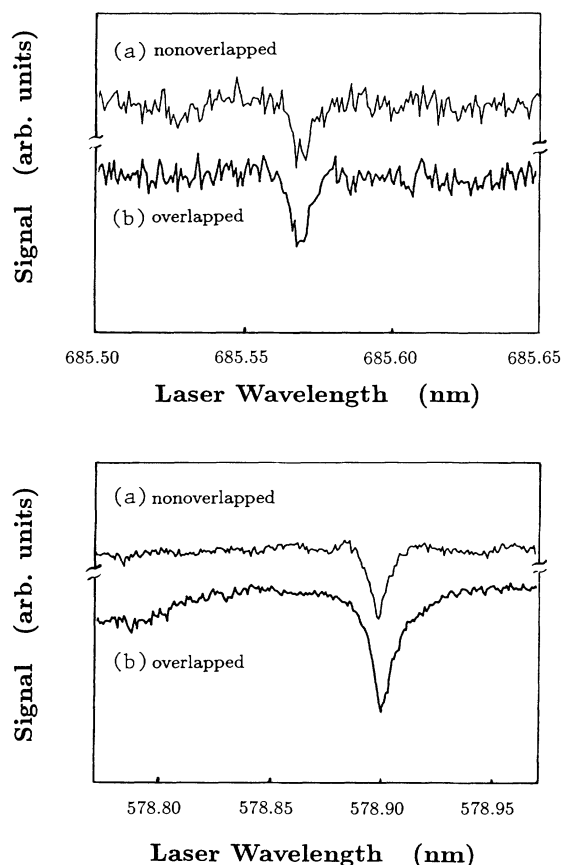 (a) nonoverlapped
(b) overlapped
Signal (arb. units)
685.50 685.55 685.60 685.65
Laser Wavelength (nm)
(a) nonoverlapped
(b) overlapped
Signal (arb. units)
578.80 578.85 578.90 578.95
Laser Wavelength (nm)